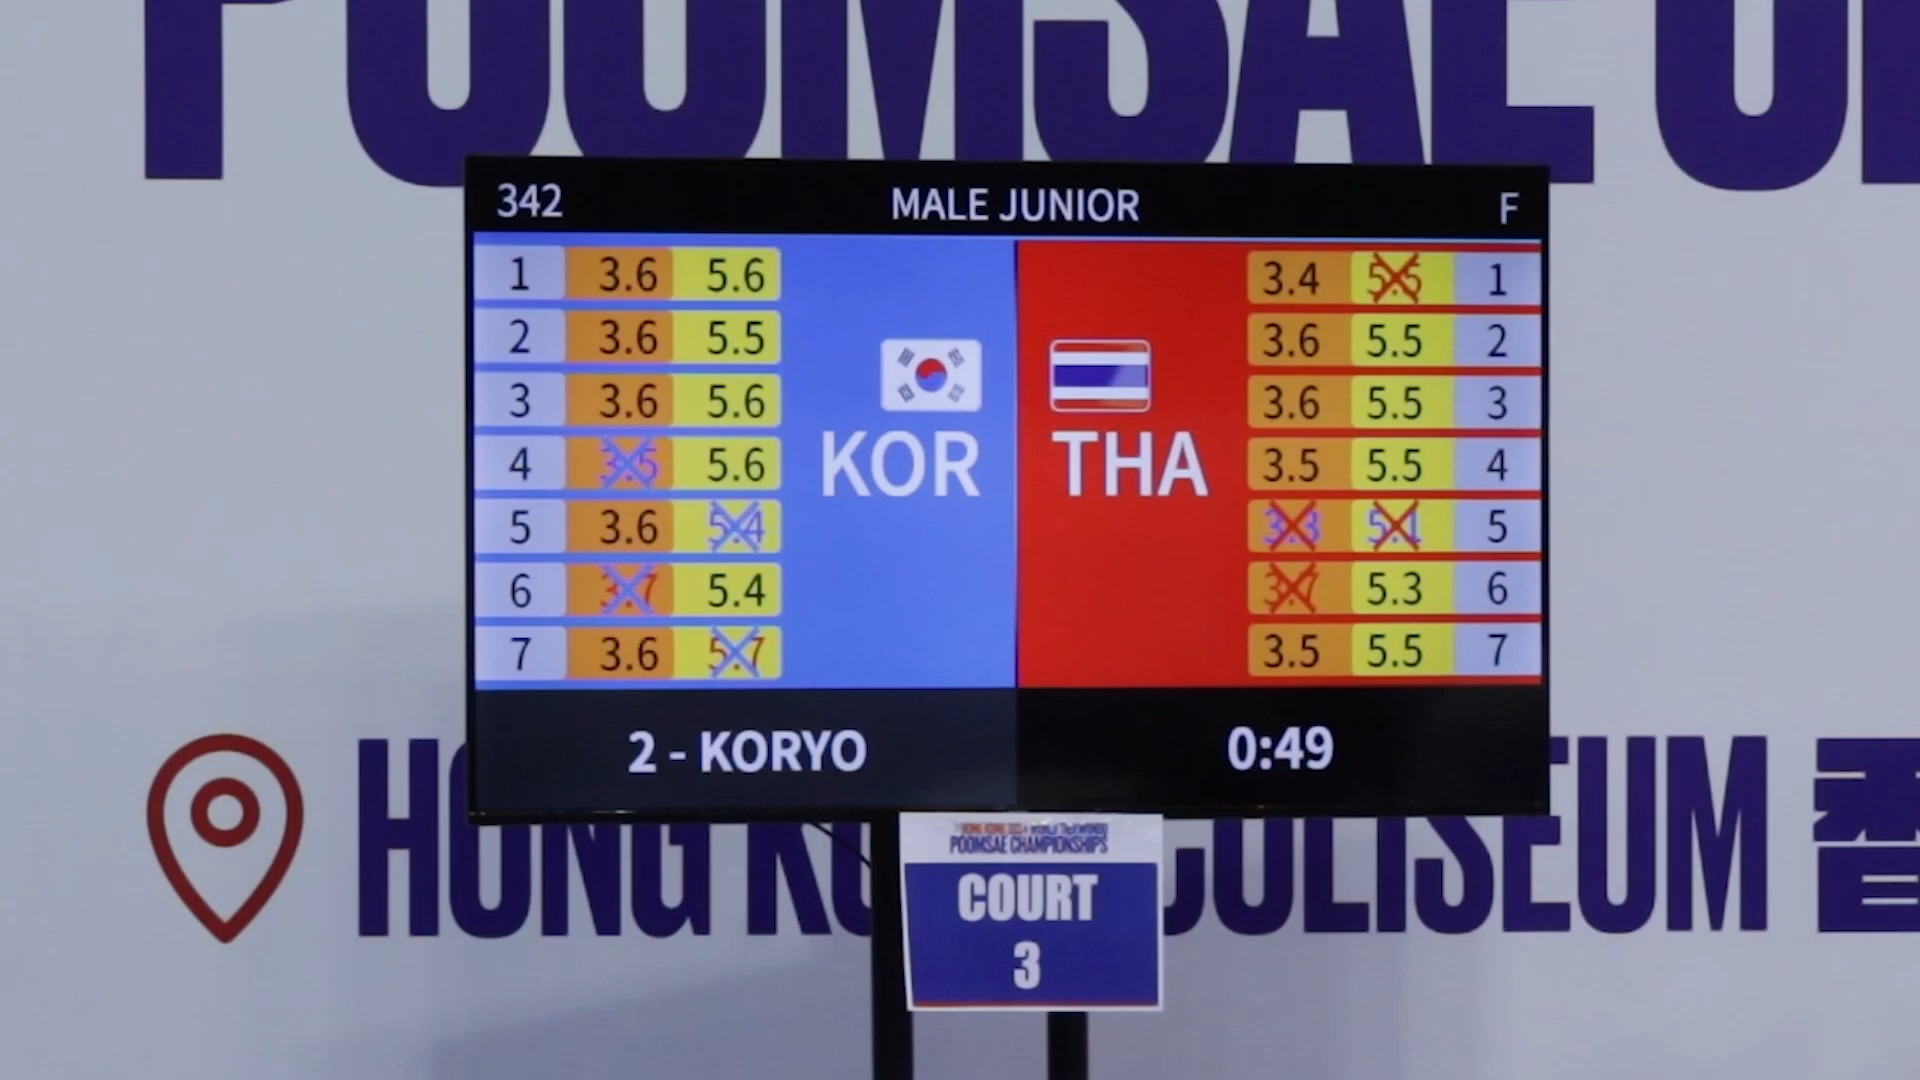 POOMSAE
342 MALE JUNIOR F
1 3.6 5.6 3.4 5.5 1
2 3.6 5.5 3.6 5.5 2
3 3.6 5.6 KOR THA 3.6 5.5 3
4 3.5 5.6 3.5 5.5 4
5 3.6 5.4 3.3 5.1 5
6 3.7 5.4 3.7 5.3 6
7 3.6 5.7 3.5 5.5 7
2 - KORYO 0:49
HONG KO COLISEUM 香
POOMSAE CHAMPIONSHIPS
COURT
3